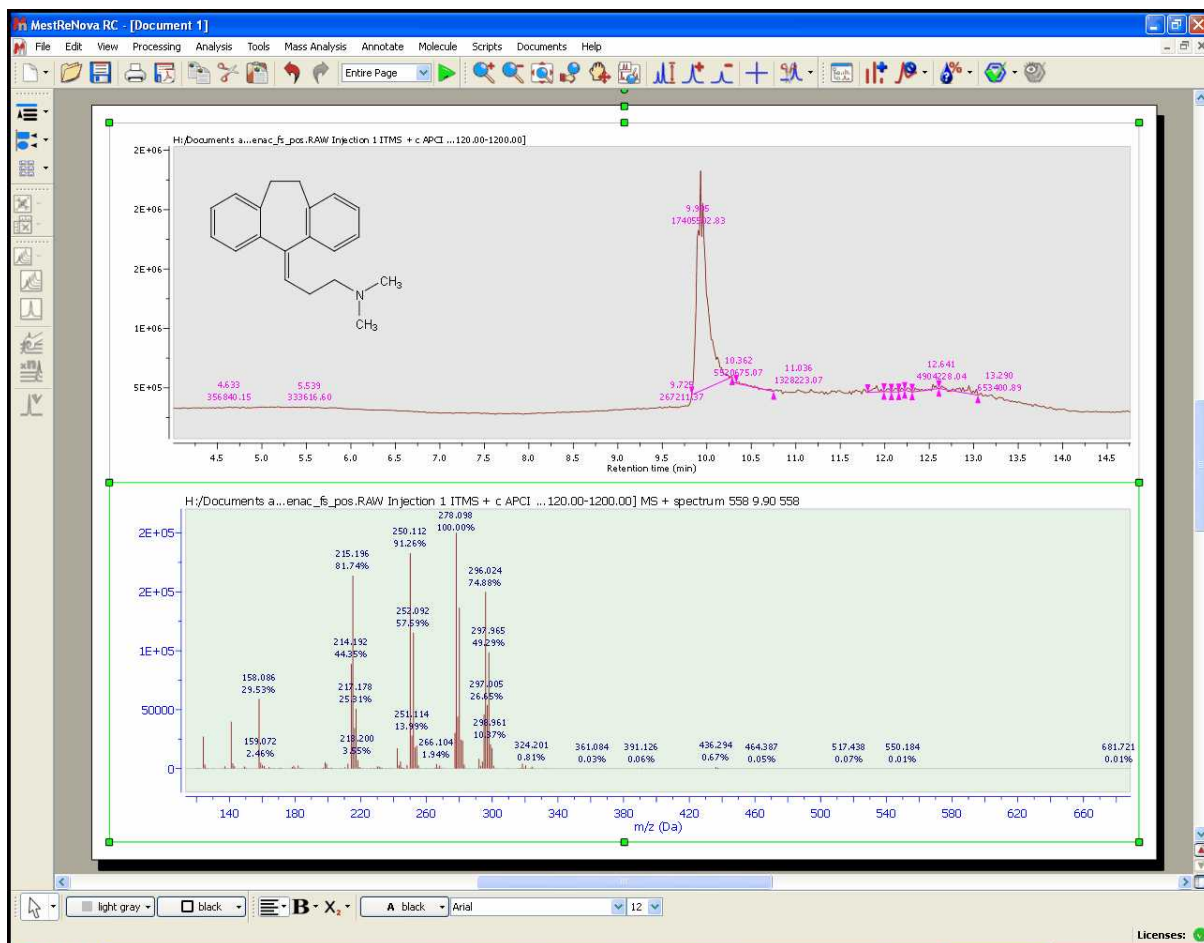 MestReNova RC - [Document 1]
File Edit View Processing Analysis Tools Mass Analysis Annotate Molecule Scripts Documents Help
Entire Page
H:/Documents a...enac_fs_pos.RAW Injection 1 ITMS + c APCI ...120.00-1200.00]
2E+06
2E+06
2E+06
1E+06
5E+05
CH₃
N
CH₃
4.633
356840.15
5.539
333616.60
9.725
267211.37
17405502.83
10.362
5920675.07
11.036
1328223.07
12.641
4904228.04
13.290
653400.89
4.5 5.0 5.5 6.0 6.5 7.0 7.5 8.0 8.5 9.0 9.5 10.0 10.5 11.0 11.5 12.0 12.5 13.0 13.5 14.0 14.5
Retention time (min)
H:/Documents a...enac_fs_pos.RAW Injection 1 ITMS + c APCI ...120.00-1200.00] MS + spectrum 558 9.90 558
2E+05
2E+05
1E+05
50000
0
158.086
29.53%
159.072
2.46%
215.196
81.74%
214.192
44.35%
217.178
25.31%
218.200
3.55%
250.112
91.26%
252.092
57.59%
251.114
13.99%
266.104
1.94%
278.098
100.00%
296.024
74.88%
297.965
49.29%
297.005
26.65%
298.961
10.37%
324.201
0.81%
361.084
0.03%
391.126
0.06%
436.294
0.67%
464.387
0.05%
517.438
0.07%
550.184
0.01%
681.721
0.01%
140 180 220 260 300 340 380 420 460 500 540 580 620 660
m/z (Da)
light gray black B X₂ A black Arial 12
Licenses: